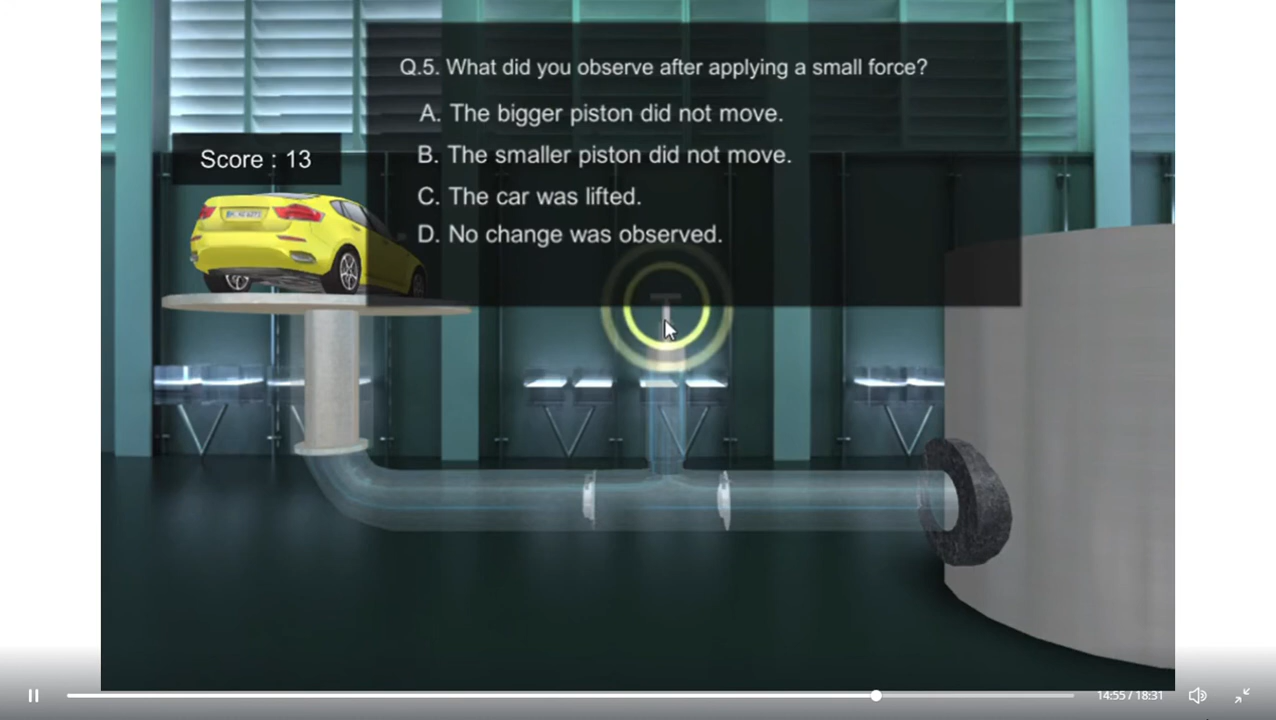 Q.5. What did you observe after applying a small force?
A. The bigger piston did not move.
B. The smaller piston did not move.
Score : 13
C. The car was lifted.
D. No change was observed.
14:55 / 18:31